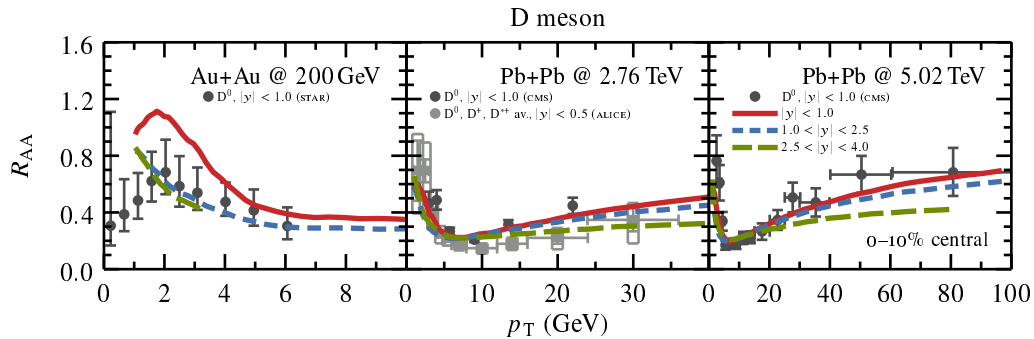 D meson
Au+Au @ 200 GeV
D⁰, |y| < 1.0 (STAR)
Pb+Pb @ 2.76 TeV
D⁰, |y| < 1.0 (CMS)
D⁰, D⁺, D*⁺ av., |y| < 0.5 (ALICE)
Pb+Pb @ 5.02 TeV
D⁰, |y| < 1.0 (CMS)
|y| < 1.0
1.0 < |y| < 2.5
2.5 < |y| < 4.0
0–10% central
R_AA
1.6
1.2
0.8
0.4
0.0
0 2 4 6 8
0 10 20 30
0 20 40 60 80 100
p_T (GeV)